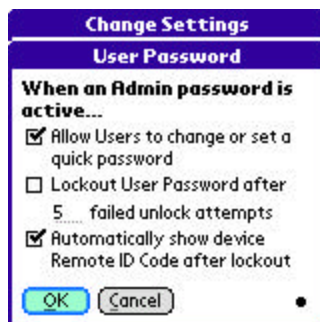 Change Settings
User Password
When an Admin password is
active...
Allow Users to change or set a
quick password
Lockout User Password after
5 failed unlock attempts
Automatically show device
Remote ID Code after lockout
OK Cancel